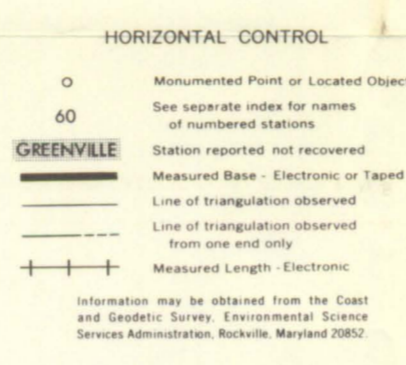 HORIZONTAL CONTROL
Monumented Point or Located Object
60 See separate index for names
of numbered stations
GREENVILLE Station reported not recovered
Measured Base - Electronic or Taped
Line of triangulation observed
Line of triangulation observed
from one end only
Measured Length - Electronic
Information may be obtained from the Coast
and Geodetic Survey, Environmental Science
Services Administration, Rockville, Maryland 20852.